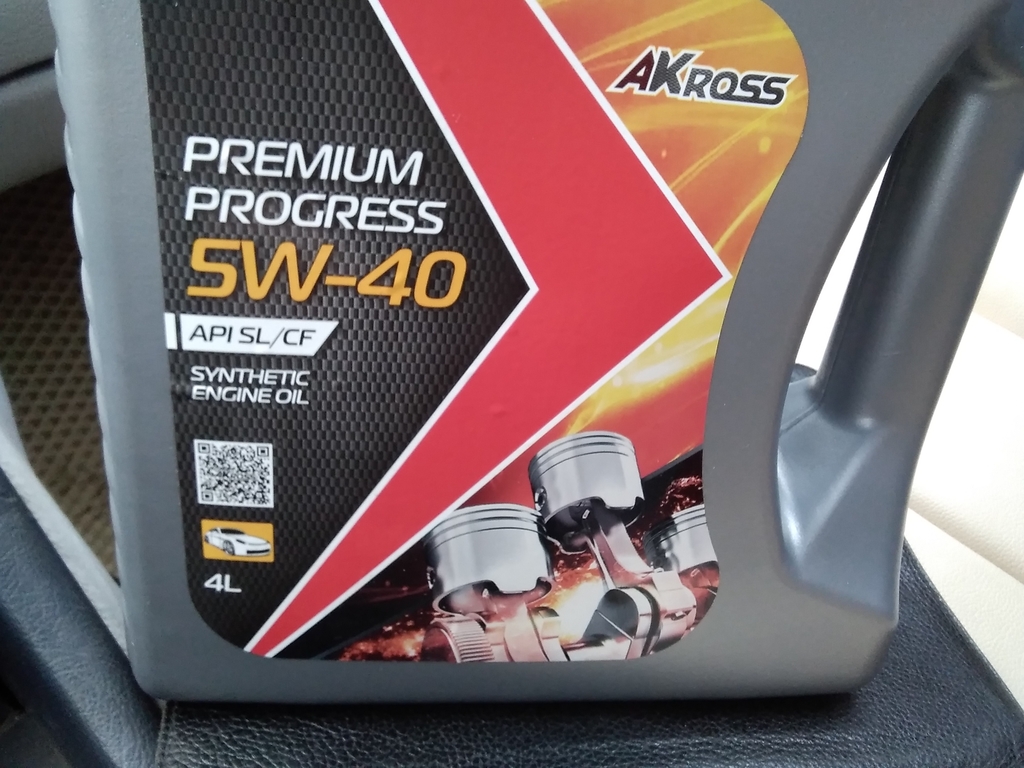 AKROSS
PREMIUM
PROGRESS
5W-40
API SL/CF
SYNTHETIC
ENGINE OIL
4L